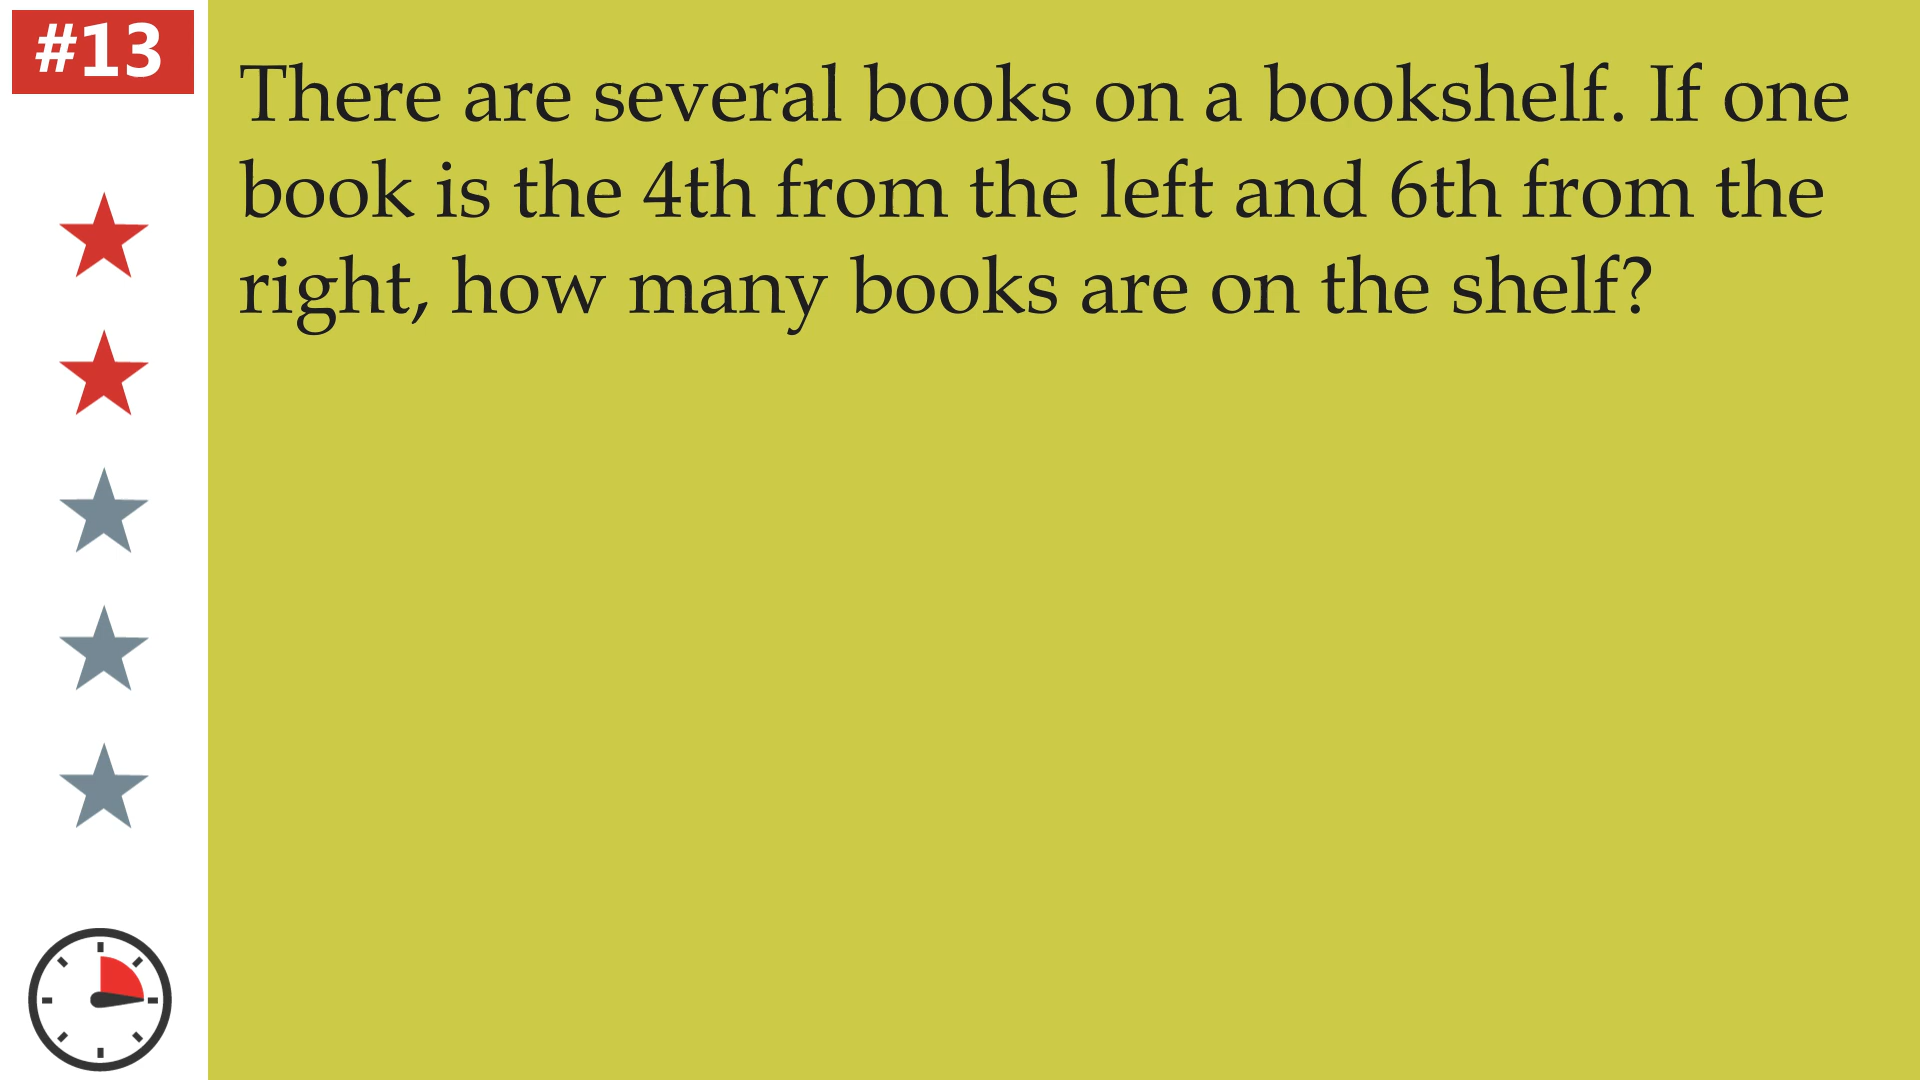 #13
There are several books on a bookshelf. If one
book is the 4th from the left and 6th from the
right, how many books are on the shelf?